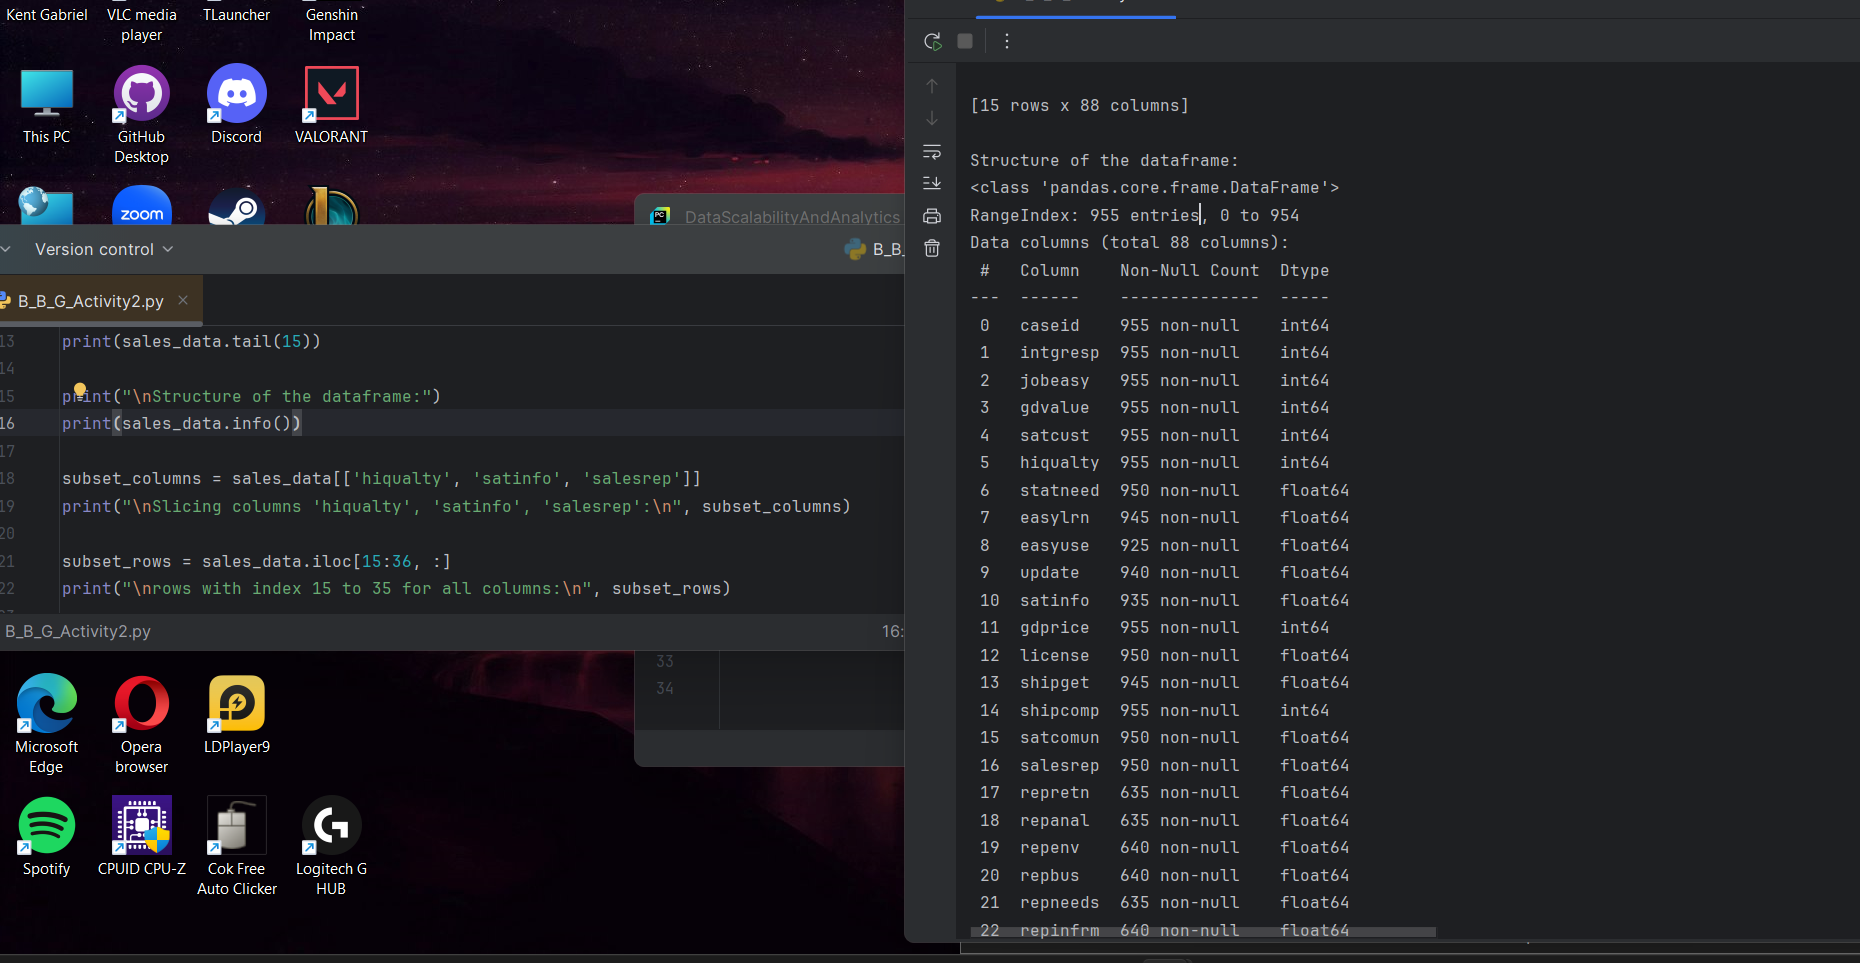 Kent Gabriel
VLC media player
TLauncher
Genshin Impact
This PC
GitHub Desktop
Discord
VALORANT
zoom
PC
DataScalabilityAndAnalytics
Version control
B_B_
B_B_G_Activity2.py
13 print(sales_data.tail(15))
14
15 print("\nStructure of the dataframe:")
16 print(sales_data.info())
17
18 subset_columns = sales_data[['hiqualty', 'satinfo', 'salesrep']]
19 print("\nSlicing columns 'hiqualty', 'satinfo', 'salesrep':\n", subset_columns)
20
21 subset_rows = sales_data.iloc[15:36, :]
22 print("\nrows with index 15 to 35 for all columns:\n", subset_rows)
B_B_G_Activity2.py
16:
33
34
Microsoft Edge
Opera browser
LDPlayer9
Spotify
CPUID CPU-Z
Cok Free Auto Clicker
Logitech G HUB
[15 rows x 88 columns]
Structure of the dataframe:
<class 'pandas.core.frame.DataFrame'>
RangeIndex: 955 entries, 0 to 954
Data columns (total 88 columns):
# Column Non-Null Count Dtype
--- ------ -------------- -----
0 caseid 955 non-null int64
1 intgresp 955 non-null int64
2 jobeasy 955 non-null int64
3 gdvalue 955 non-null int64
4 satcust 955 non-null int64
5 hiqualty 955 non-null int64
6 statneed 950 non-null float64
7 easylrn 945 non-null float64
8 easyuse 925 non-null float64
9 update 940 non-null float64
10 satinfo 935 non-null float64
11 gdprice 955 non-null int64
12 license 950 non-null float64
13 shipget 945 non-null float64
14 shipcomp 955 non-null int64
15 satcomun 950 non-null float64
16 salesrep 950 non-null float64
17 repretn 635 non-null float64
18 repanal 635 non-null float64
19 repenv 640 non-null float64
20 repbus 640 non-null float64
21 repneeds 635 non-null float64
22 repinfrm 640 non-null float64